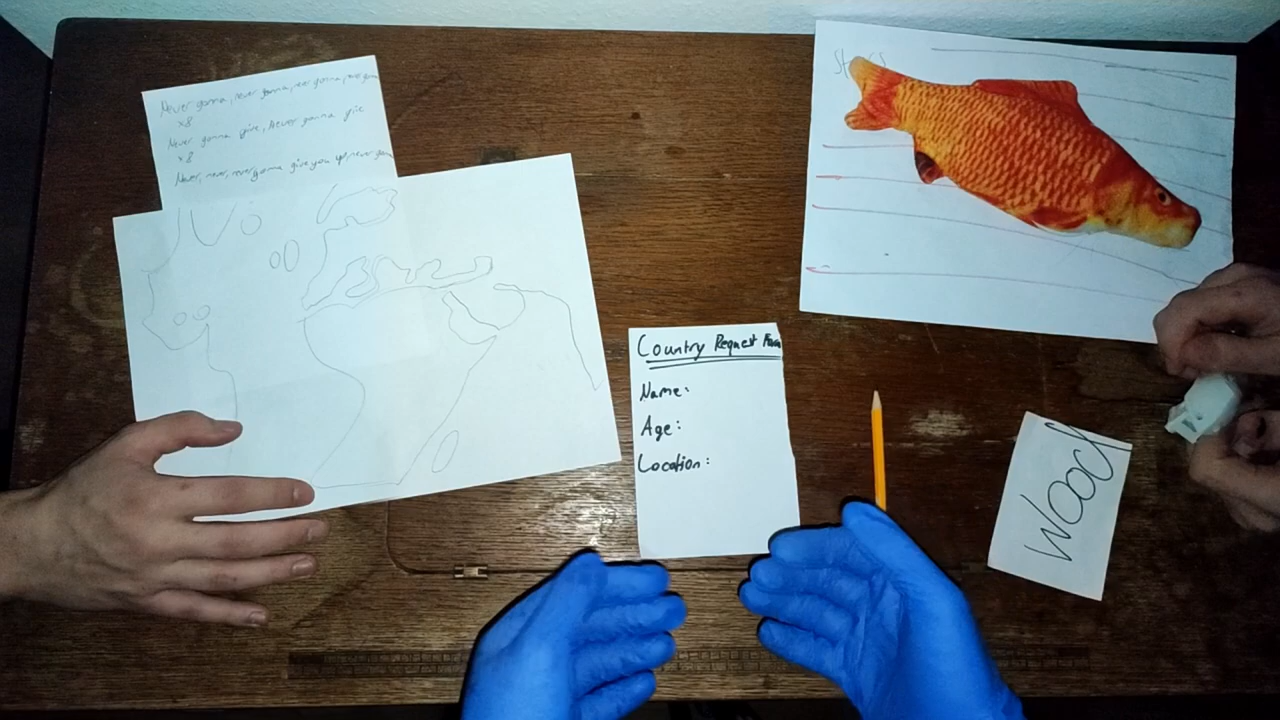 Never gonna, never gonna, never gonna, never gonna
x8
Never gonna give, Never gonna give
x8
Never, never, never gonna give you up, never gonna
Country Request Form
Name:
Age:
Location:
Wood